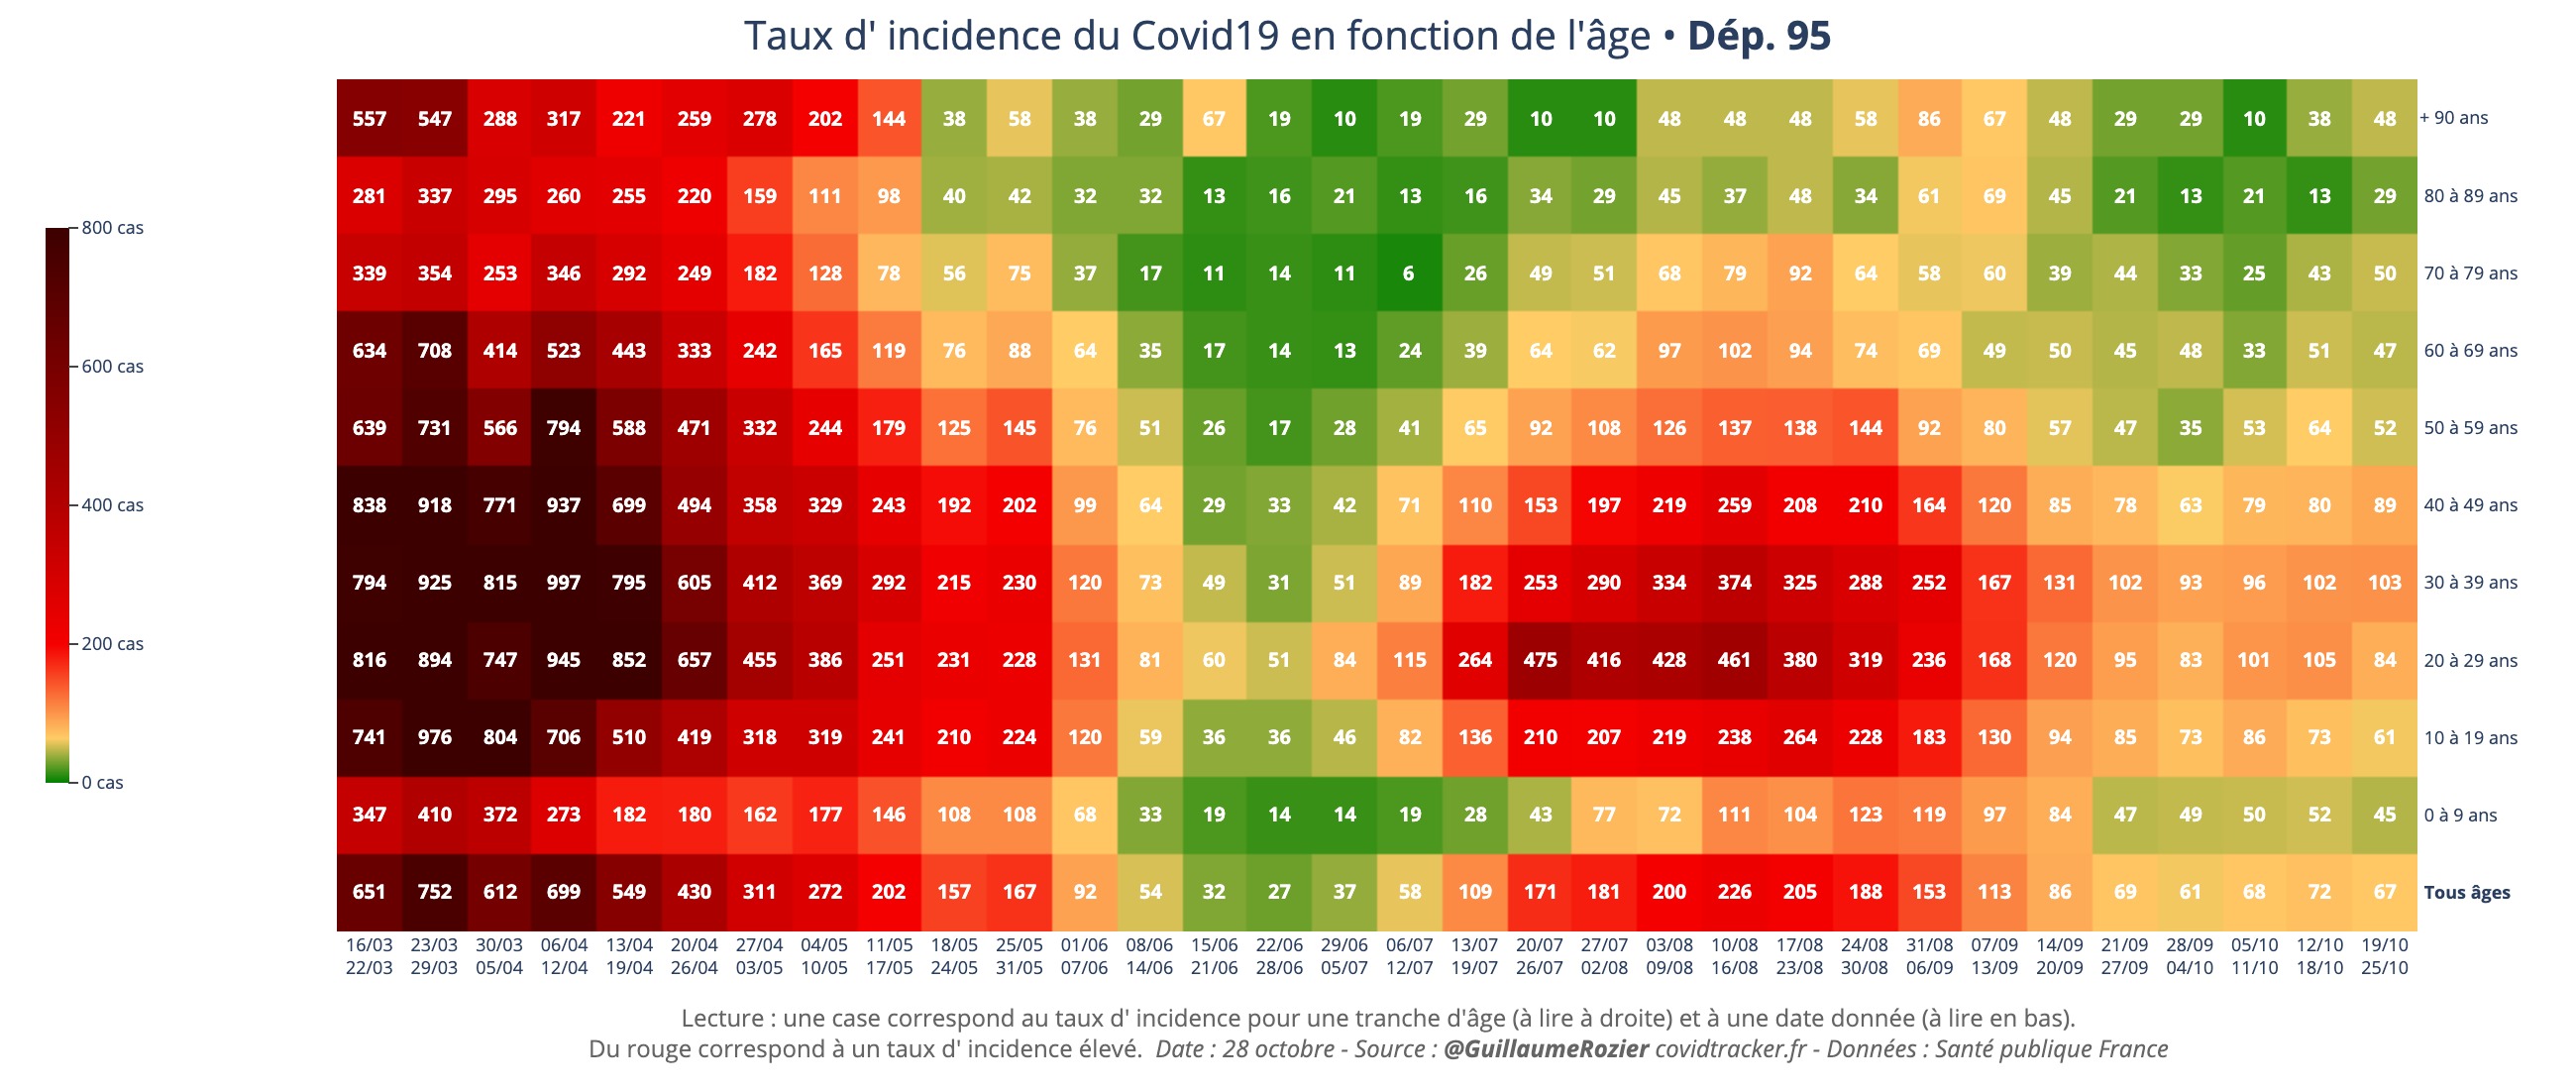 Taux d' incidence du Covid19 en fonction de l'âge • Dép. 95
800 cas
600 cas
400 cas
200 cas
0 cas
557 547 288 317 221 259 278 202 144 38 58 38 29 67 19 10 19 29 10 10 48 48 48 58 86 67 48 29 29 10 38 48 + 90 ans
281 337 295 260 255 220 159 111 98 40 42 32 32 13 16 21 13 16 34 29 45 37 48 34 61 69 45 21 13 21 13 29 80 à 89 ans
339 354 253 346 292 249 182 128 78 56 75 37 17 11 14 11 6 26 49 51 68 79 92 64 58 60 39 44 33 25 43 50 70 à 79 ans
634 708 414 523 443 333 242 165 119 76 88 64 35 17 14 13 24 39 64 62 97 102 94 74 69 49 50 45 48 33 51 47 60 à 69 ans
639 731 566 794 588 471 332 244 179 125 145 76 51 26 17 28 41 65 92 108 126 137 138 144 92 80 57 47 35 53 64 52 50 à 59 ans
838 918 771 937 699 494 358 329 243 192 202 99 64 29 33 42 71 110 153 197 219 259 208 210 164 120 85 78 63 79 80 89 40 à 49 ans
794 925 815 997 795 605 412 369 292 215 230 120 73 49 31 51 89 182 253 290 334 374 325 288 252 167 131 102 93 96 102 103 30 à 39 ans
816 894 747 945 852 657 455 386 251 231 228 131 81 60 51 84 115 264 475 416 428 461 380 319 236 168 120 95 83 101 105 84 20 à 29 ans
741 976 804 706 510 419 318 319 241 210 224 120 59 36 36 46 82 136 210 207 219 238 264 228 183 130 94 85 73 86 73 61 10 à 19 ans
347 410 372 273 182 180 162 177 146 108 108 68 33 19 14 14 19 28 43 77 72 111 104 123 119 97 84 47 49 50 52 45 0 à 9 ans
651 752 612 699 549 430 311 272 202 157 167 92 54 32 27 37 58 109 171 181 200 226 205 188 153 113 86 69 61 68 72 67 Tous âges
16/03 23/03 30/03 06/04 13/04 20/04 27/04 04/05 11/05 18/05 25/05 01/06 08/06 15/06 22/06 29/06 06/07 13/07 20/07 27/07 03/08 10/08 17/08 24/08 31/08 07/09 14/09 21/09 28/09 05/10 12/10 19/10
22/03 29/03 05/04 12/04 19/04 26/04 03/05 10/05 17/05 24/05 31/05 07/06 14/06 21/06 28/06 05/07 12/07 19/07 26/07 02/08 09/08 16/08 23/08 30/08 06/09 13/09 20/09 27/09 04/10 11/10 18/10 25/10
Lecture : une case correspond au taux d' incidence pour une tranche d'âge (à lire à droite) et à une date donnée (à lire en bas).
Du rouge correspond à un taux d' incidence élevé. Date : 28 octobre - Source : @GuillaumeRozier covidtracker.fr - Données : Santé publique France